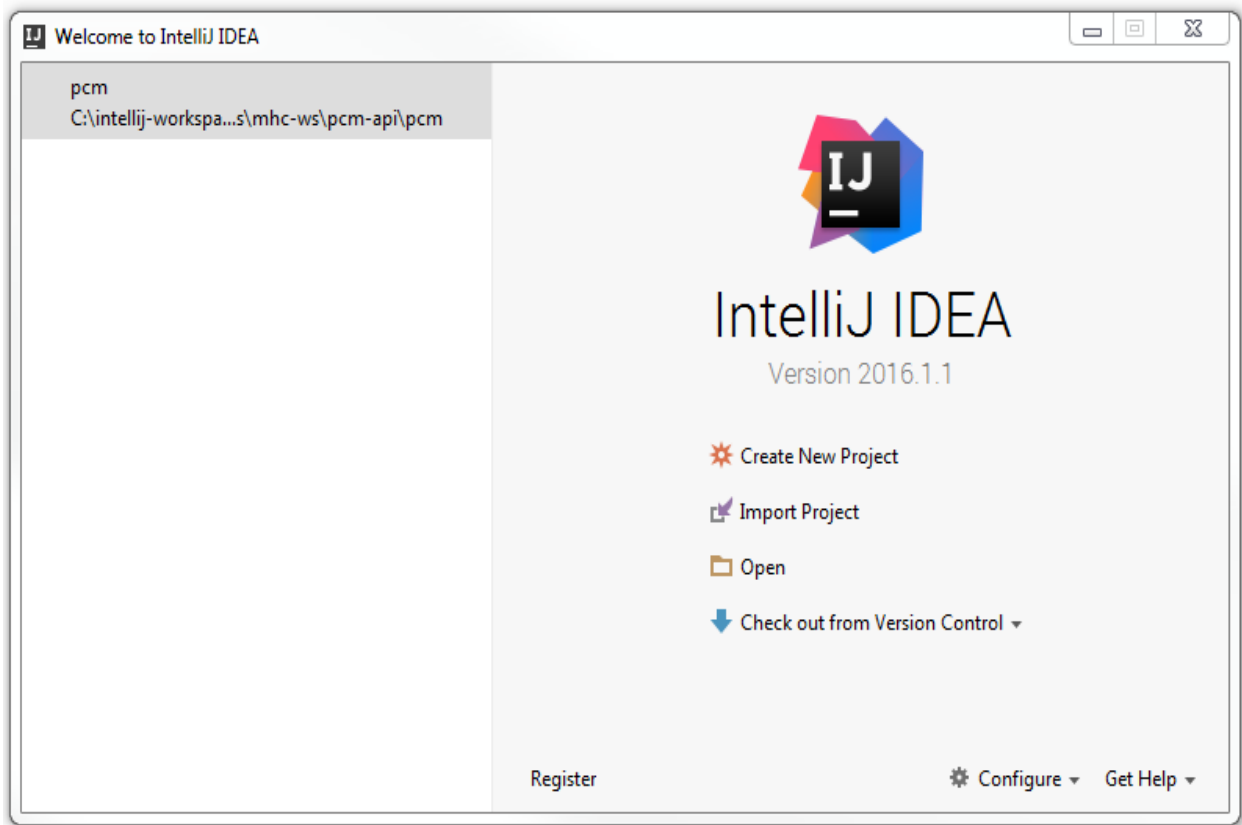 IJ Welcome to IntelliJ IDEA
pcm
C:\intellij-workspa...s\mhc-ws\pcm-api\pcm
IJ
IntelliJ IDEA
Version 2016.1.1
Create New Project
Import Project
Open
Check out from Version Control
Register
Configure
Get Help